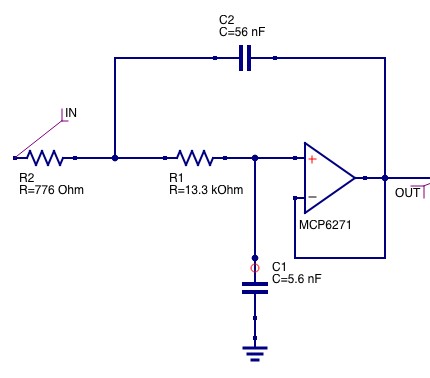 C2
C=56 nF
IN
R2
R=776 Ohm
R1
R=13.3 kOhm
+
−
MCP6271
OUT
C1
C=5.6 nF